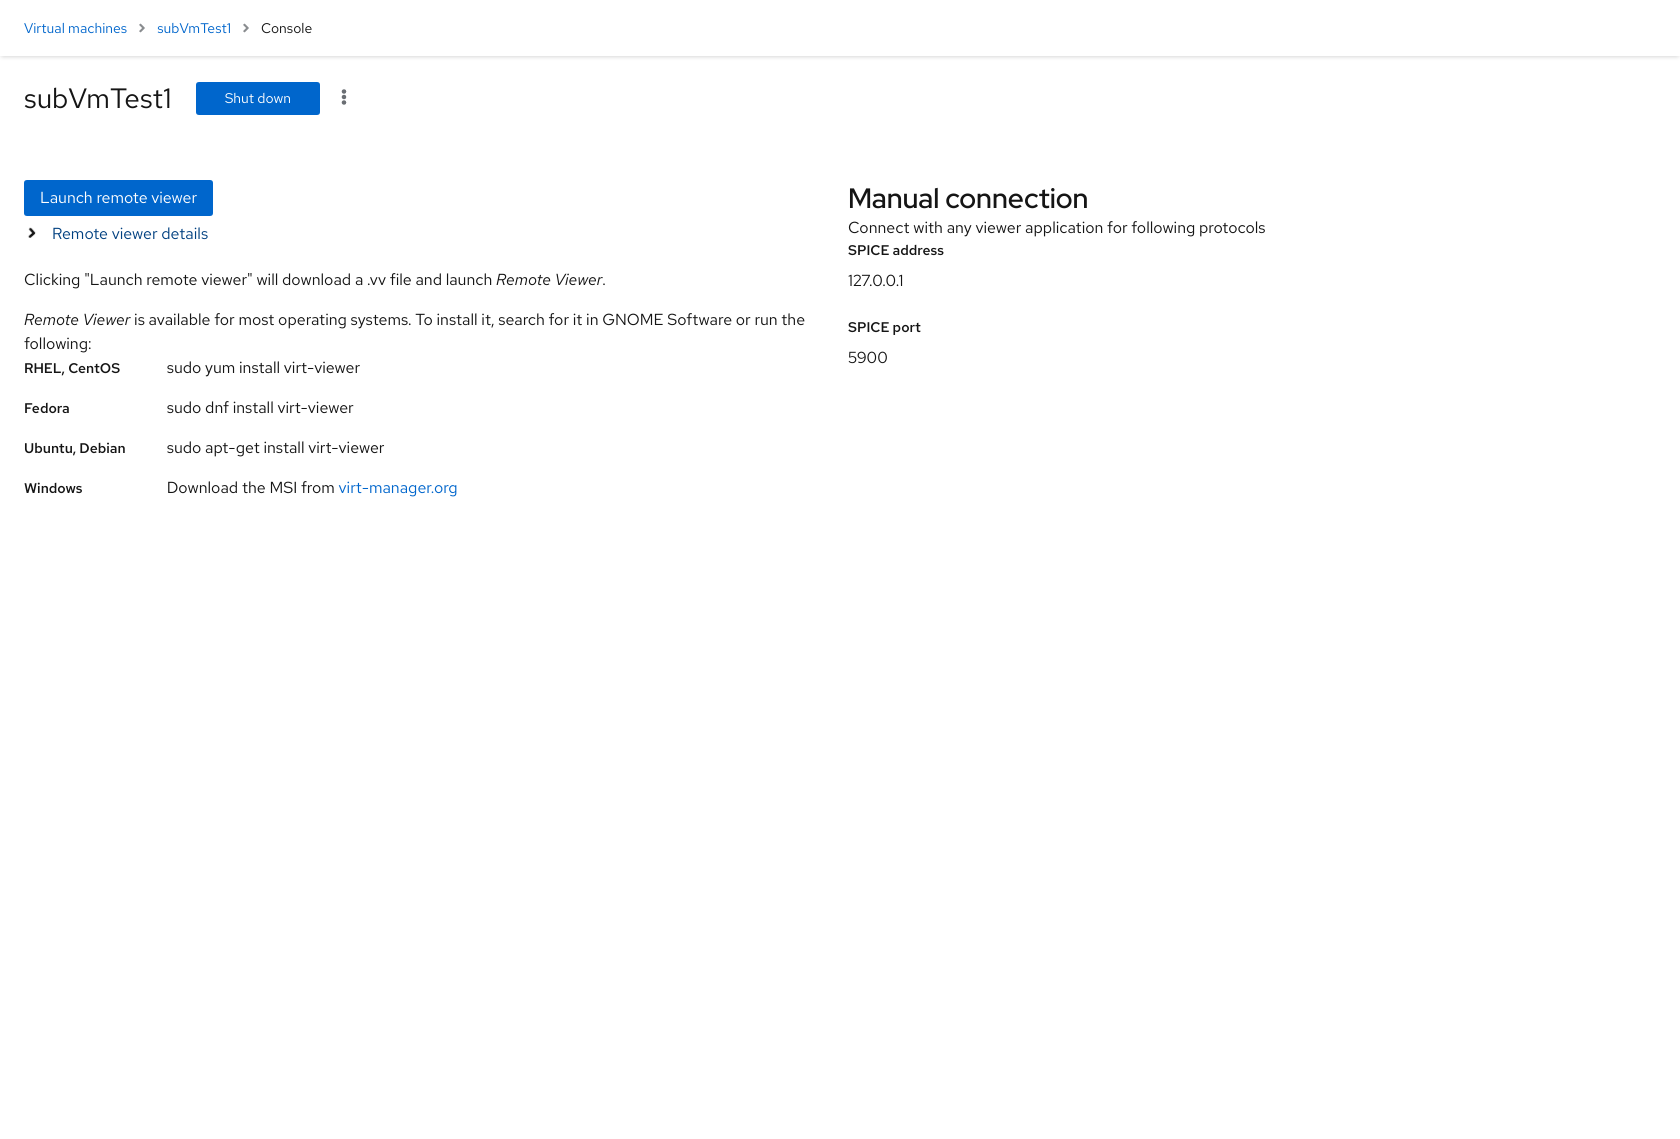 Virtual machines > subVmTest1 > Console
subVmTest1
Shut down
Launch remote viewer
Remote viewer details
Clicking "Launch remote viewer" will download a .vv file and launch Remote Viewer.
Remote Viewer is available for most operating systems. To install it, search for it in GNOME Software or run the
following:
RHEL, CentOS sudo yum install virt-viewer
Fedora sudo dnf install virt-viewer
Ubuntu, Debian sudo apt-get install virt-viewer
Windows Download the MSI from virt-manager.org
Manual connection
Connect with any viewer application for following protocols
SPICE address
127.0.0.1
SPICE port
5900